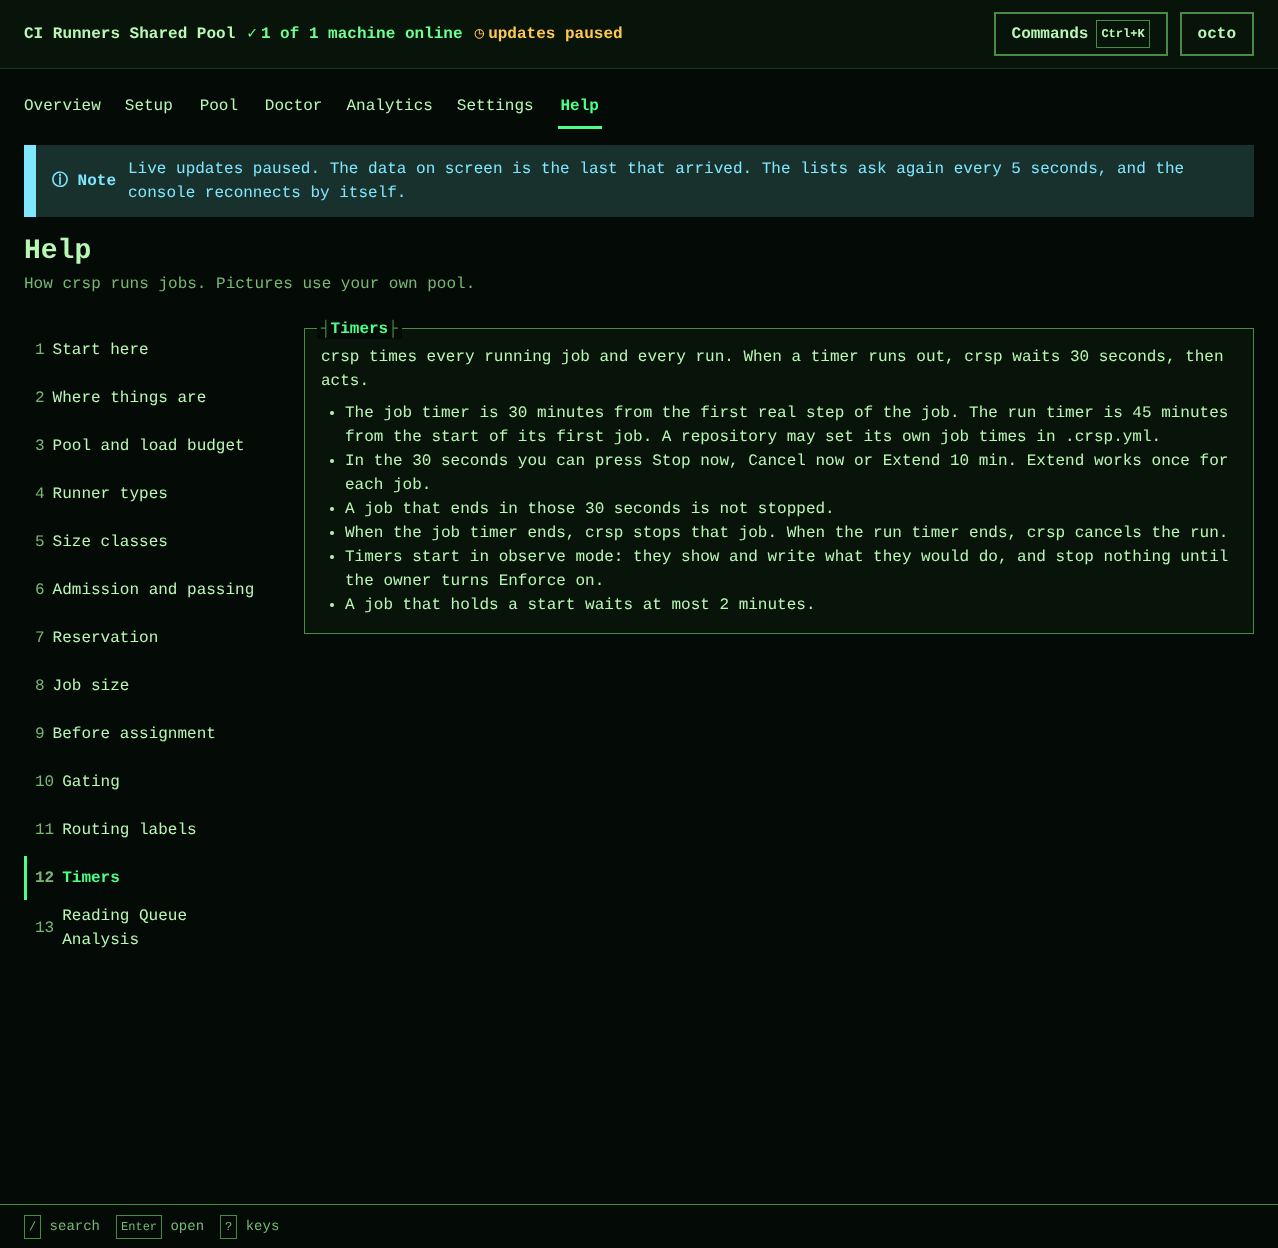 CI Runners Shared Pool ✓ 1 of 1 machine online ◷ updates paused
Commands Ctrl+K octo
Overview Setup Pool Doctor Analytics Settings Help
ⓘ Note Live updates paused. The data on screen is the last that arrived. The lists ask again every 5 seconds, and the
console reconnects by itself.
Help
How crsp runs jobs. Pictures use your own pool.
1 Start here
2 Where things are
3 Pool and load budget
4 Runner types
5 Size classes
6 Admission and passing
7 Reservation
8 Job size
9 Before assignment
10 Gating
11 Routing labels
12 Timers
13 Reading Queue
Analysis
┤Timers├
crsp times every running job and every run. When a timer runs out, crsp waits 30 seconds, then
acts.
• The job timer is 30 minutes from the first real step of the job. The run timer is 45 minutes
from the start of its first job. A repository may set its own job times in .crsp.yml.
• In the 30 seconds you can press Stop now, Cancel now or Extend 10 min. Extend works once for
each job.
• A job that ends in those 30 seconds is not stopped.
• When the job timer ends, crsp stops that job. When the run timer ends, crsp cancels the run.
• Timers start in observe mode: they show and write what they would do, and stop nothing until
the owner turns Enforce on.
• A job that holds a start waits at most 2 minutes.
/ search Enter open ? keys